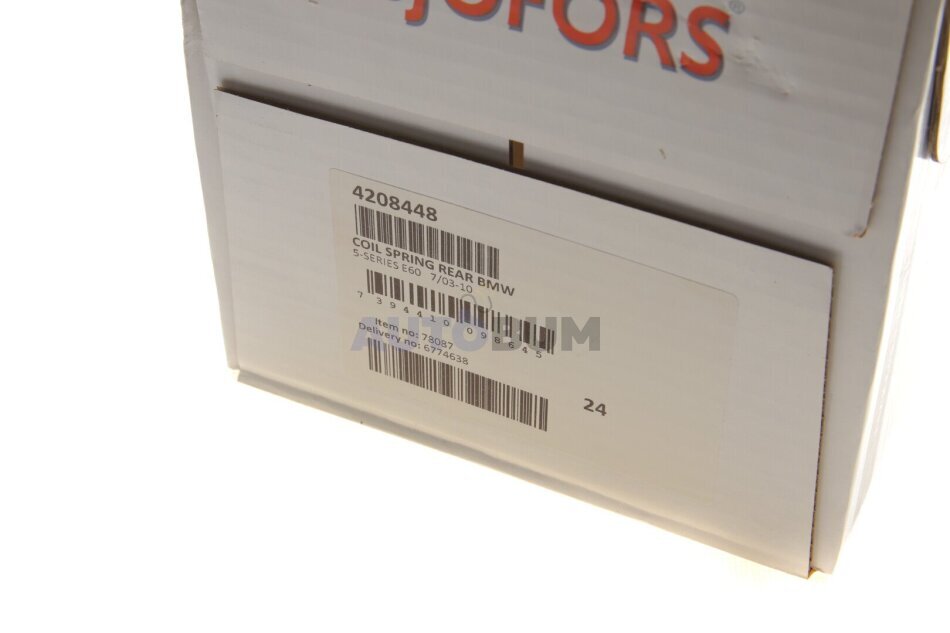 JOFORS®
4208448
COIL SPRING REAR BMW
5-SERIES E60 7/03-10
7 394410 098645
AUTOBUM
Item no: 78087
Delivery no: 6774638
24